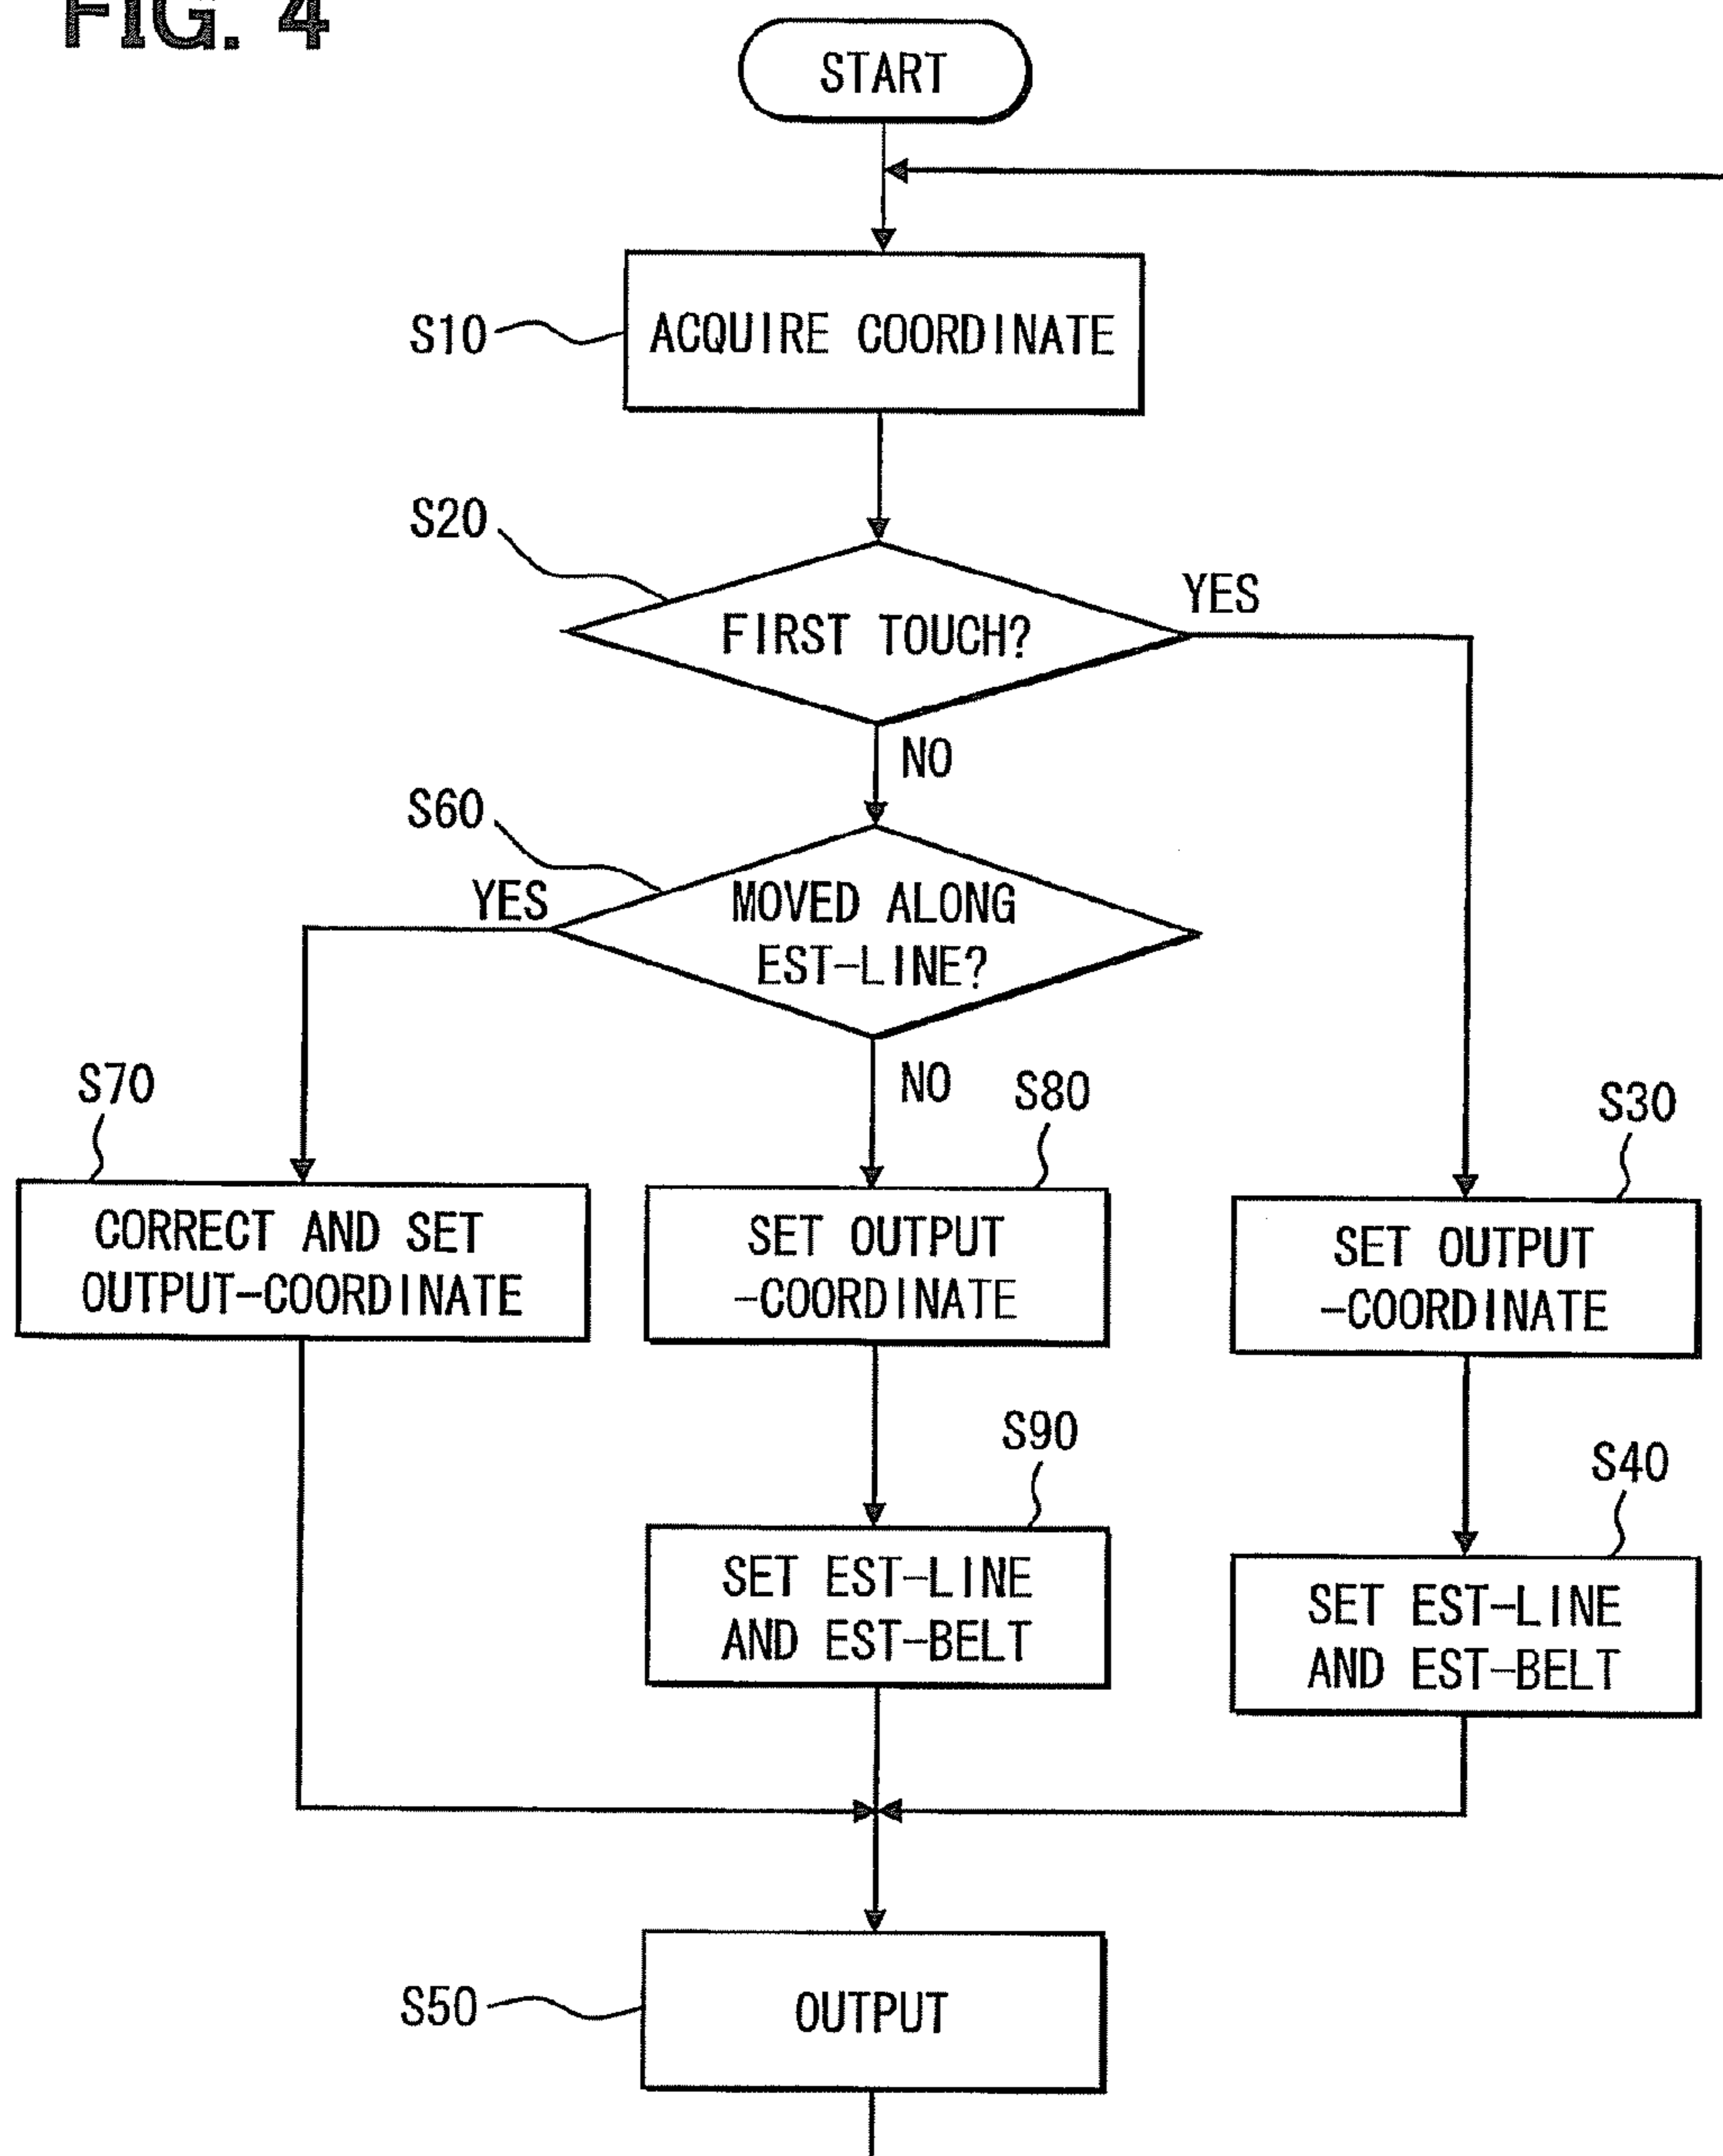 FIG. 4
START
S10
ACQUIRE COORDINATE
S20
FIRST TOUCH?
YES
NO
S60
YES
MOVED ALONG
EST-LINE?
NO
S70
CORRECT AND SET
OUTPUT-COORDINATE
S80
SET OUTPUT
-COORDINATE
S30
SET OUTPUT
-COORDINATE
S90
SET EST-LINE
AND EST-BELT
S40
SET EST-LINE
AND EST-BELT
S50
OUTPUT